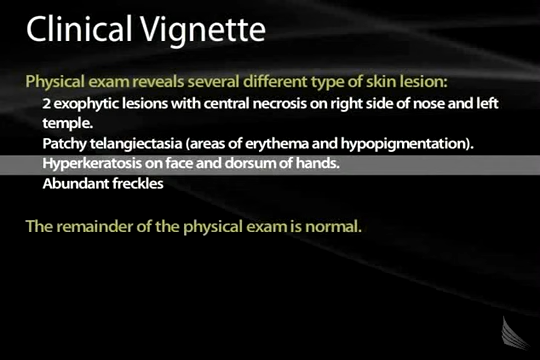 Clinical Vignette
Physical exam reveals several different type of skin lesion:
2 exophytic lesions with central necrosis on right side of nose and left
temple.
Patchy telangiectasia (areas of erythema and hypopigmentation).
Hyperkeratosis on face and dorsum of hands.
Abundant freckles
The remainder of the physical exam is normal.